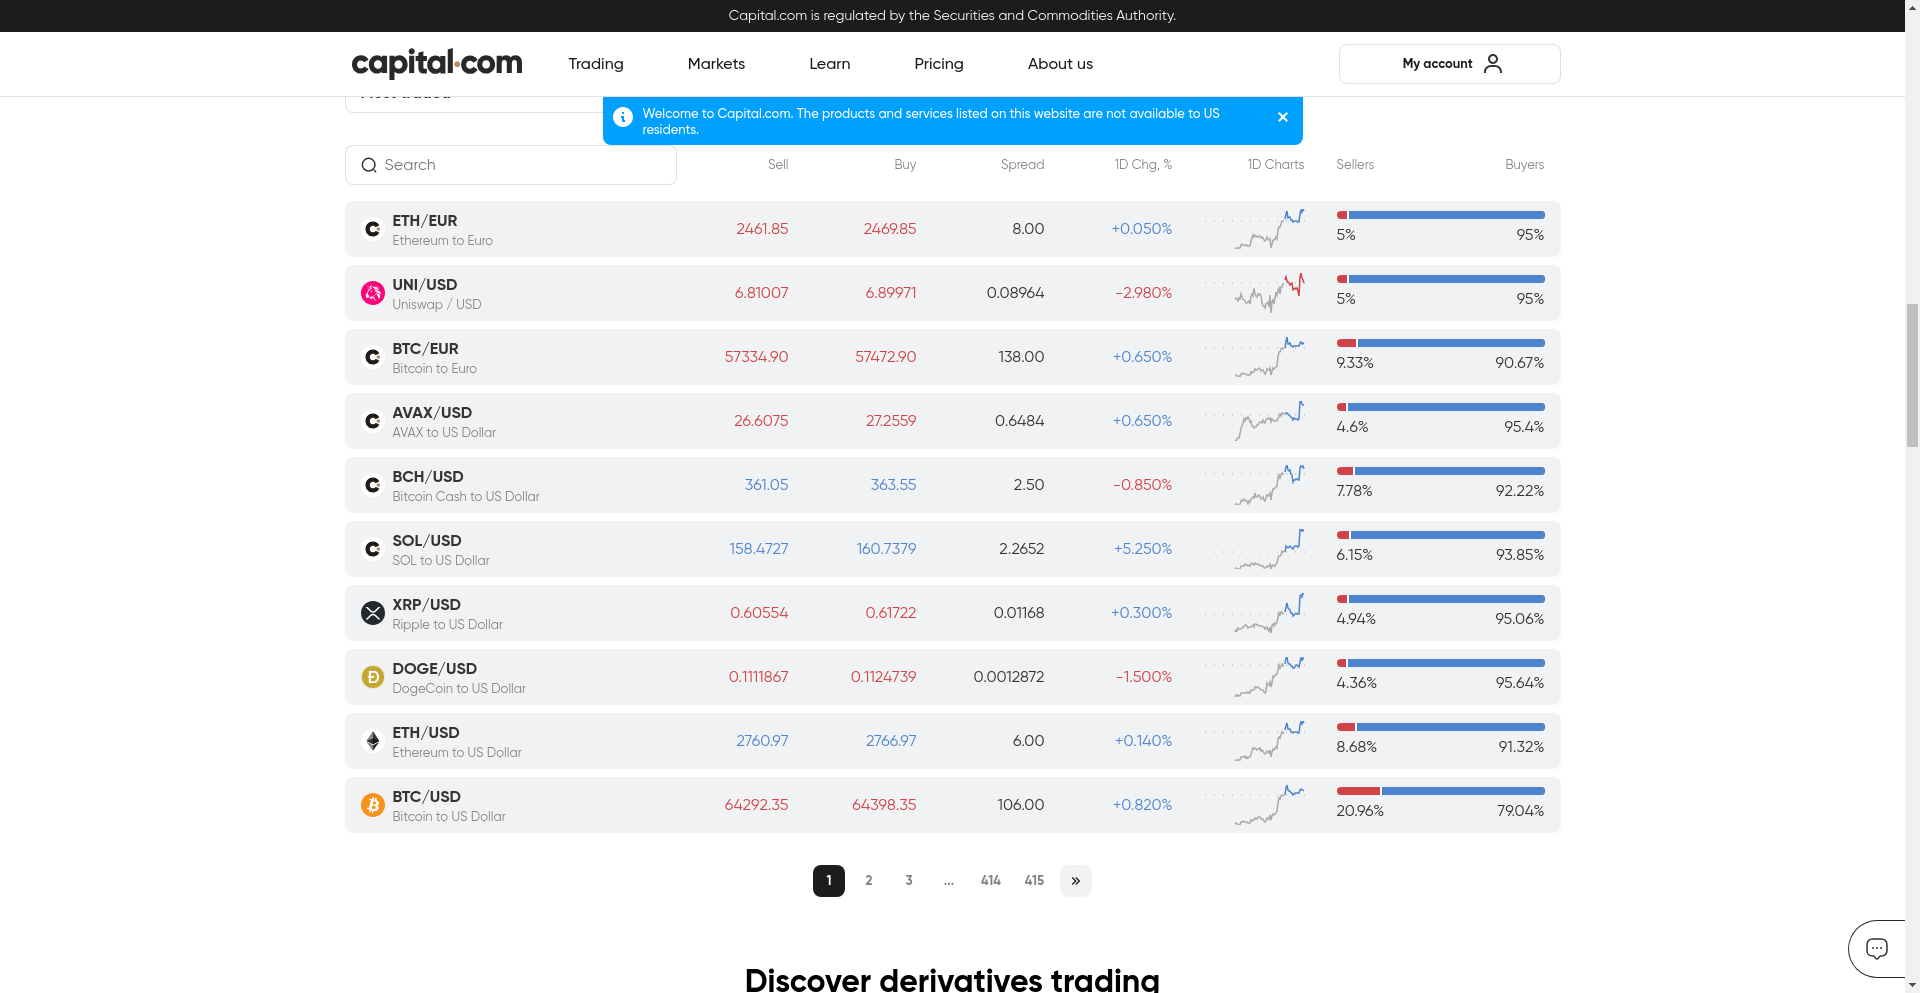 Capital.com is regulated by the Securities and Commodities Authority.
capital.com
Trading
Markets
Learn
Pricing
About us
My account
Welcome to Capital.com. The products and services listed on this website are not available to US
residents.
Search
Sell
Buy
Spread
1D Chg, %
1D Charts
Sellers
Buyers
ETH/EUR
Ethereum to Euro
2461.85
2469.85
8.00
+0.050%
5%
95%
UNI/USD
Uniswap / USD
6.81007
6.89971
0.08964
-2.980%
5%
95%
BTC/EUR
Bitcoin to Euro
57334.90
57472.90
138.00
+0.650%
9.33%
90.67%
AVAX/USD
AVAX to US Dollar
26.6075
27.2559
0.6484
+0.650%
4.6%
95.4%
BCH/USD
Bitcoin Cash to US Dollar
361.05
363.55
2.50
-0.850%
7.78%
92.22%
SOL/USD
SOL to US Dollar
158.4727
160.7379
2.2652
+5.250%
6.15%
93.85%
XRP/USD
Ripple to US Dollar
0.60554
0.61722
0.01168
+0.300%
4.94%
95.06%
DOGE/USD
DogeCoin to US Dollar
0.1111867
0.1124739
0.0012872
-1.500%
4.36%
95.64%
ETH/USD
Ethereum to US Dollar
2760.97
2766.97
6.00
+0.140%
8.68%
91.32%
BTC/USD
Bitcoin to US Dollar
64292.35
64398.35
106.00
+0.820%
20.96%
79.04%
1
2
3
...
414
415
»
Discover derivatives trading